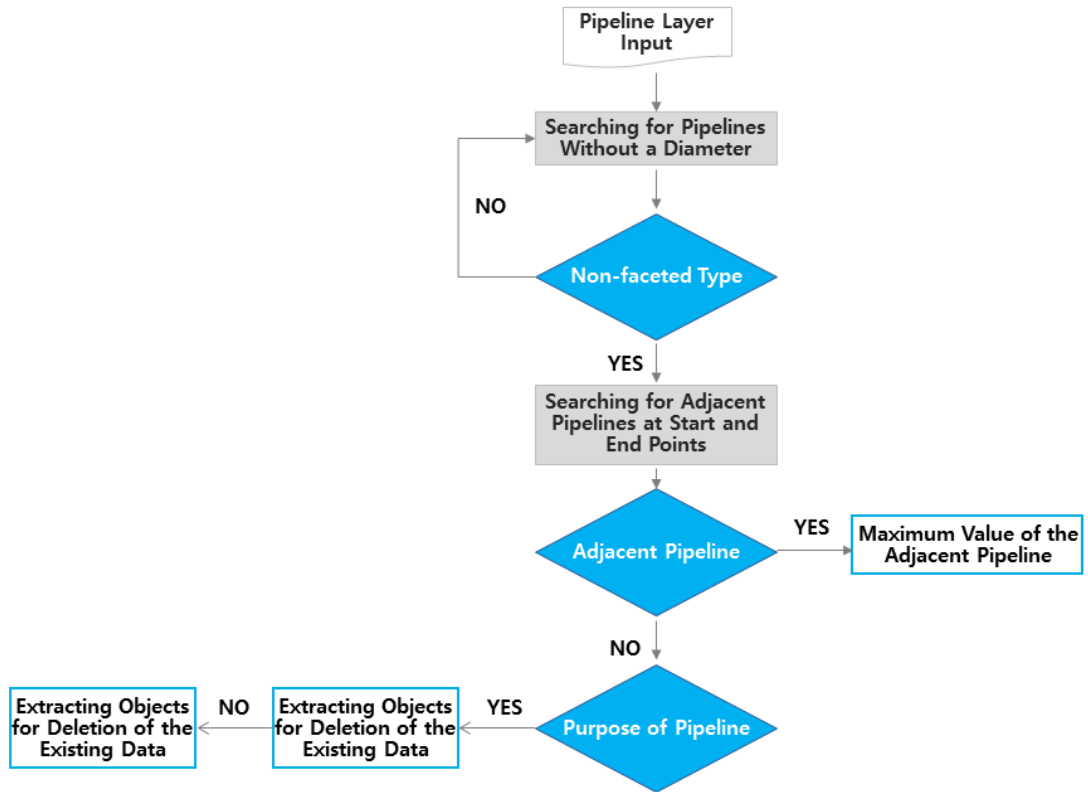 Pipeline Layer
Input
Searching for Pipelines
Without a Diameter
NO
Non-faceted Type
YES
Searching for Adjacent
Pipelines at Start and
End Points
Adjacent Pipeline
YES
Maximum Value of the
Adjacent Pipeline
NO
Purpose of Pipeline
YES
Extracting Objects
for Deletion of the
Existing Data
NO
Extracting Objects
for Deletion of the
Existing Data